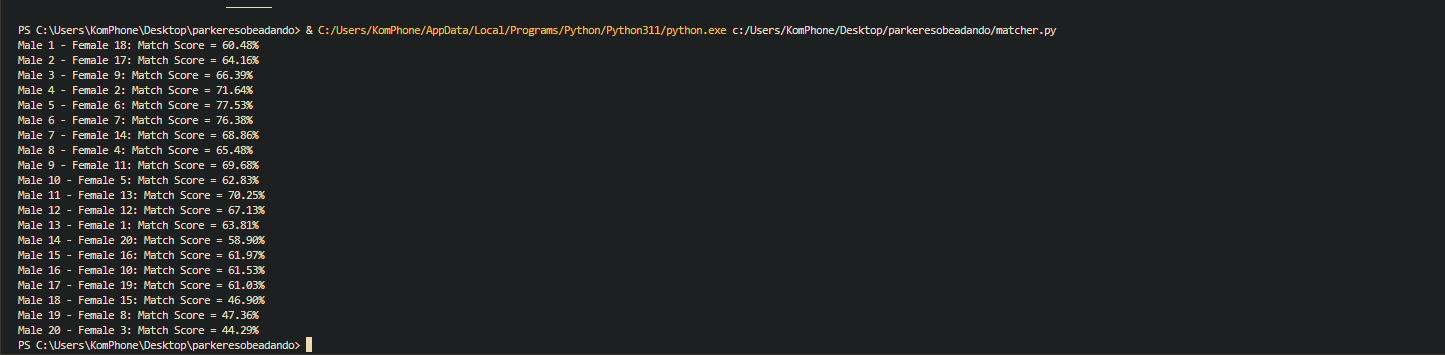 PS C:\Users\KomPhone\Desktop\parkeresobeadando> & C:/Users/KomPhone/AppData/Local/Programs/Python/Python311/python.exe c:/Users/KomPhone/Desktop/parkeresobeadando/matcher.py
Male 1 - Female 18: Match Score = 60.48%
Male 2 - Female 17: Match Score = 64.16%
Male 3 - Female 9: Match Score = 66.39%
Male 4 - Female 2: Match Score = 71.64%
Male 5 - Female 6: Match Score = 77.53%
Male 6 - Female 7: Match Score = 76.38%
Male 7 - Female 14: Match Score = 68.86%
Male 8 - Female 4: Match Score = 65.48%
Male 9 - Female 11: Match Score = 69.68%
Male 10 - Female 5: Match Score = 62.83%
Male 11 - Female 13: Match Score = 70.25%
Male 12 - Female 12: Match Score = 67.13%
Male 13 - Female 1: Match Score = 63.81%
Male 14 - Female 20: Match Score = 58.90%
Male 15 - Female 16: Match Score = 61.97%
Male 16 - Female 10: Match Score = 61.53%
Male 17 - Female 19: Match Score = 61.03%
Male 18 - Female 15: Match Score = 46.90%
Male 19 - Female 8: Match Score = 47.36%
Male 20 - Female 3: Match Score = 44.29%
PS C:\Users\KomPhone\Desktop\parkeresobeadando>